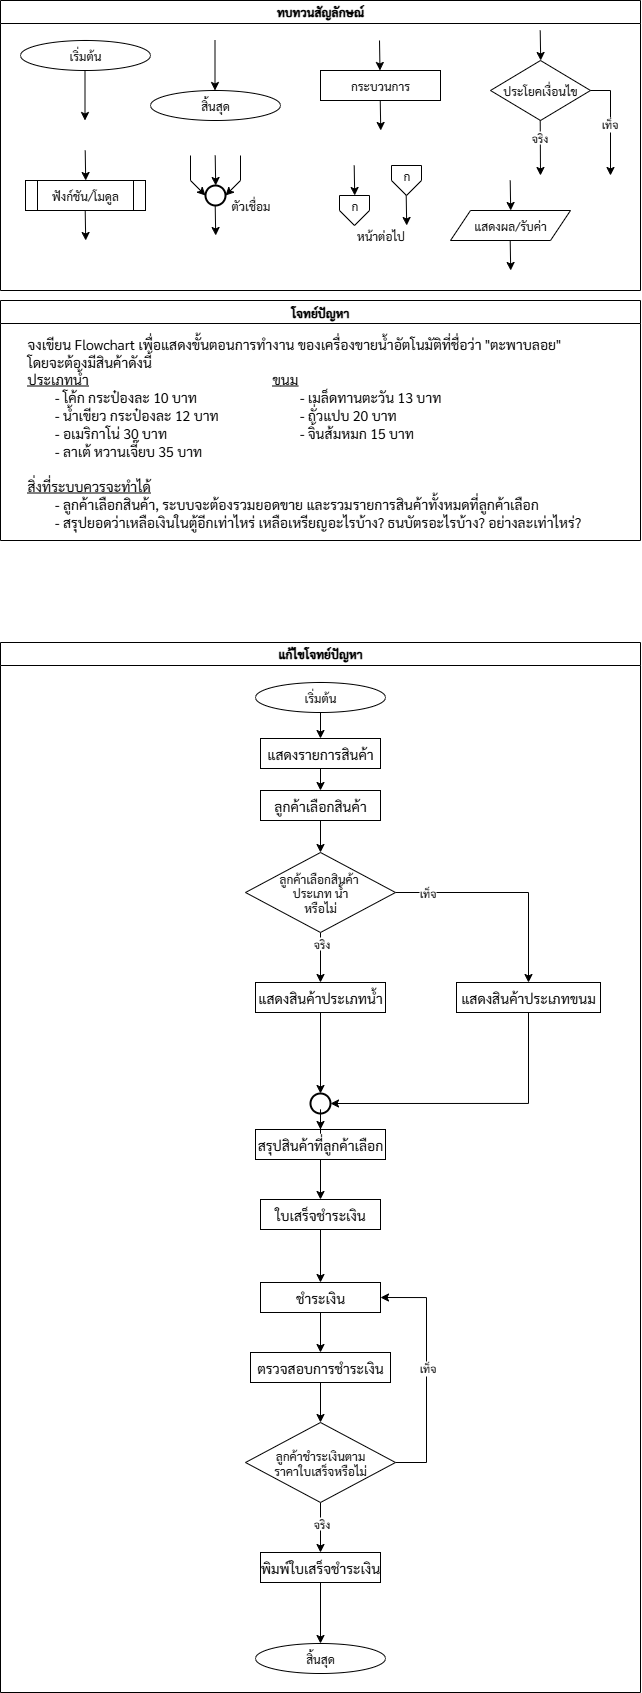 ทบทวนสัญลักษณ์
เริ่มต้น
สิ้นสุด
กระบวนการ
ประโยคเงื่อนไข
จริง
เท็จ
ฟังก์ชัน/โมดูล
ตัวเชื่อม
ก
ก
หน้าต่อไป
แสดงผล/รับค่า
โจทย์ปัญหา
จงเขียน Flowchart เพื่อแสดงขั้นตอนการทำงาน ของเครื่องขายน้ำอัตโนมัติที่ชื่อว่า "ตะพาบลอย"
โดยจะต้องมีสินค้าดังนี้
ประเภทน้ำ
- โค้ก กระป๋องละ 10 บาท
- น้ำเขียว กระป๋องละ 12 บาท
- อเมริกาโน่ 30 บาท
- ลาเต้ หวานเจี๊ยบ 35 บาท
ขนม
- เมล็ดทานตะวัน 13 บาท
- ถั่วแปบ 20 บาท
- จิ้นส้มหมก 15 บาท
สิ่งที่ระบบควรจะทำได้
- ลูกค้าเลือกสินค้า, ระบบจะต้องรวมยอดขาย และรวมรายการสินค้าทั้งหมดที่ลูกค้าเลือก
- สรุปยอดว่าเหลือเงินในตู้อีกเท่าไหร่ เหลือเหรียญอะไรบ้าง? ธนบัตรอะไรบ้าง? อย่างละเท่าไหร่?
แก้ไขโจทย์ปัญหา
เริ่มต้น
แสดงรายการสินค้า
ลูกค้าเลือกสินค้า
ลูกค้าเลือกสินค้า
ประเภท น้ำ
หรือไม่
เท็จ
จริง
แสดงสินค้าประเภทน้ำ
แสดงสินค้าประเภทขนม
สรุปสินค้าที่ลูกค้าเลือก
ใบเสร็จชำระเงิน
ชำระเงิน
ตรวจสอบการชำระเงิน
เท็จ
ลูกค้าชำระเงินตาม
ราคาใบเสร็จหรือไม่
จริง
พิมพ์ใบเสร็จชำระเงิน
สิ้นสุด